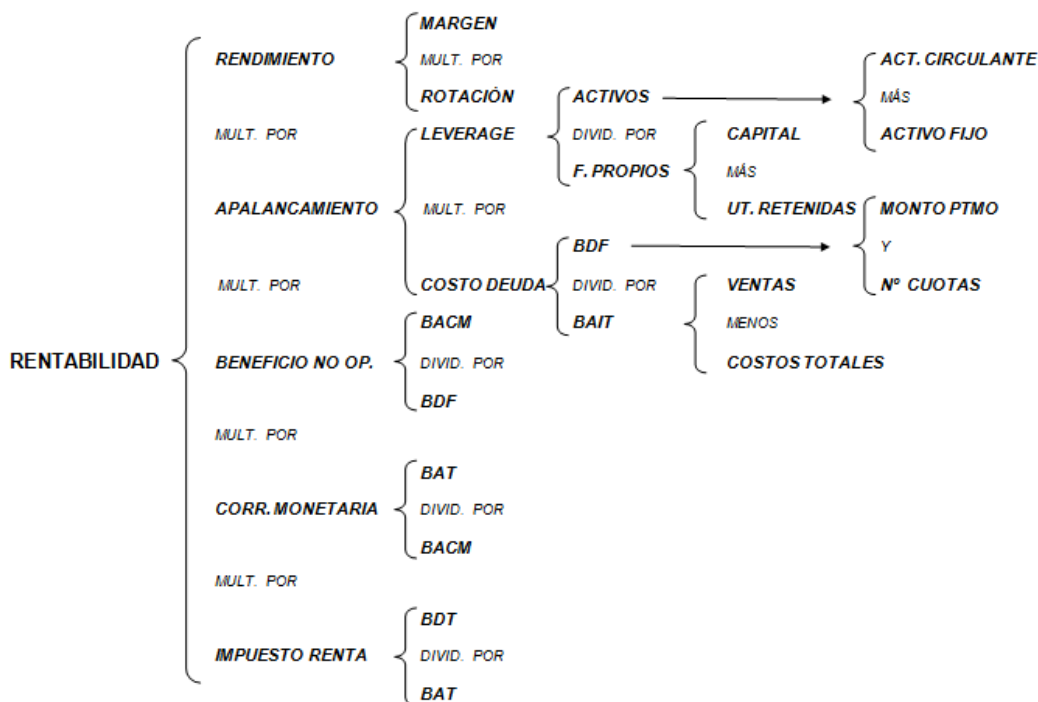 MARGEN
RENDIMIENTO
MULT. POR
ACT. CIRCULANTE
ROTACIÓN
ACTIVOS
MÁS
MULT. POR
LEVERAGE
DIVID. POR
CAPITAL
ACTIVO FIJO
F. PROPIOS
MÁS
APALANCAMIENTO
MULT. POR
UT. RETENIDAS
MONTO PTMO
BDF
Y
MULT. POR
COSTO DEUDA
DIVID. POR
VENTAS
Nº CUOTAS
BACM
BAIT
MENOS
RENTABILIDAD
BENEFICIO NO OP.
DIVID. POR
COSTOS TOTALES
BDF
MULT. POR
BAT
CORR. MONETARIA
DIVID. POR
BACM
MULT. POR
BDT
IMPUESTO RENTA
DIVID. POR
BAT